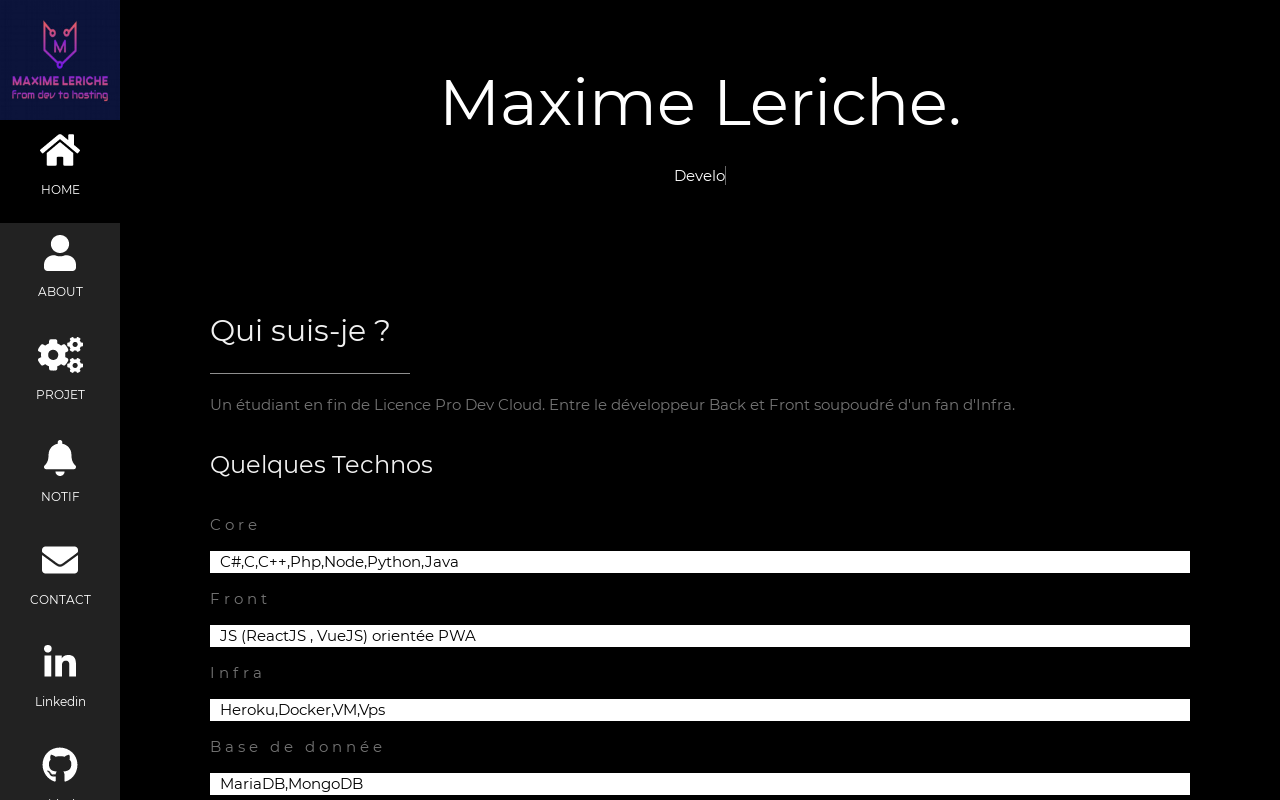 M
MAXIME LERICHE
from dev to hosting
HOME
ABOUT
PROJET
NOTIF
CONTACT
Linkedin
Maxime Leriche.
Develo
Qui suis-je ?
Un étudiant en fin de Licence Pro Dev Cloud. Entre le développeur Back et Front soupoudré d'un fan d'Infra.
Quelques Technos
Core
C#,C,C++,Php,Node,Python,Java
Front
JS (ReactJS , VueJS) orientée PWA
Infra
Heroku,Docker,VM,Vps
Base de donnée
MariaDB,MongoDB